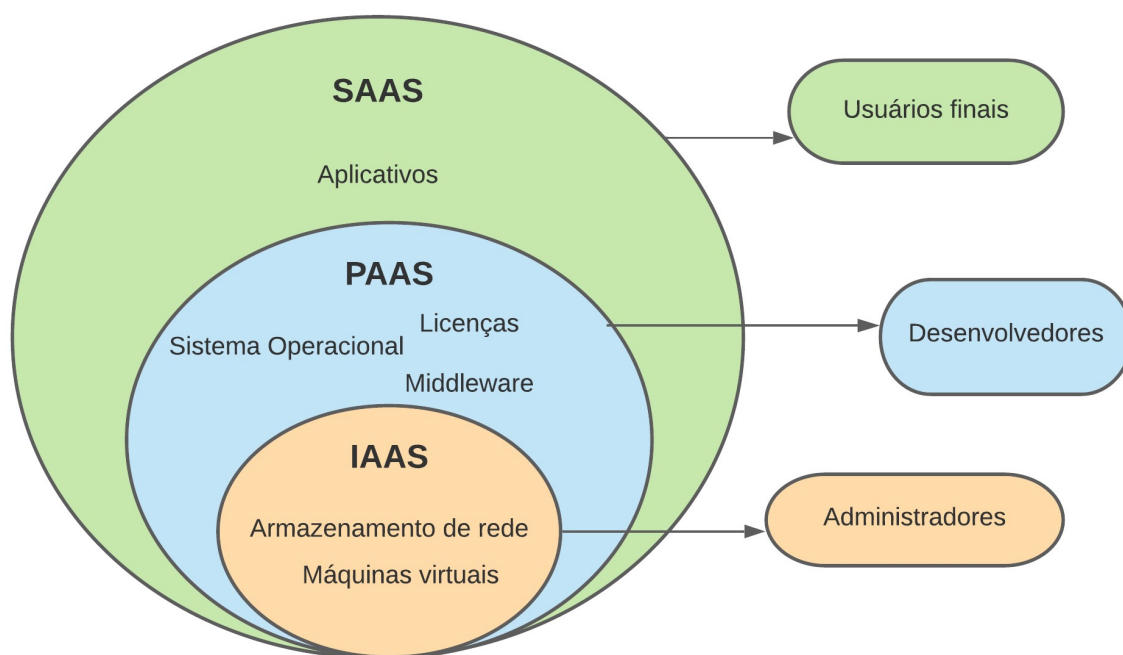 SAAS
Aplicativos
Usuários finais
PAAS
Licenças
Sistema Operacional
Middleware
Desenvolvedores
IAAS
Armazenamento de rede
Máquinas virtuais
Administradores